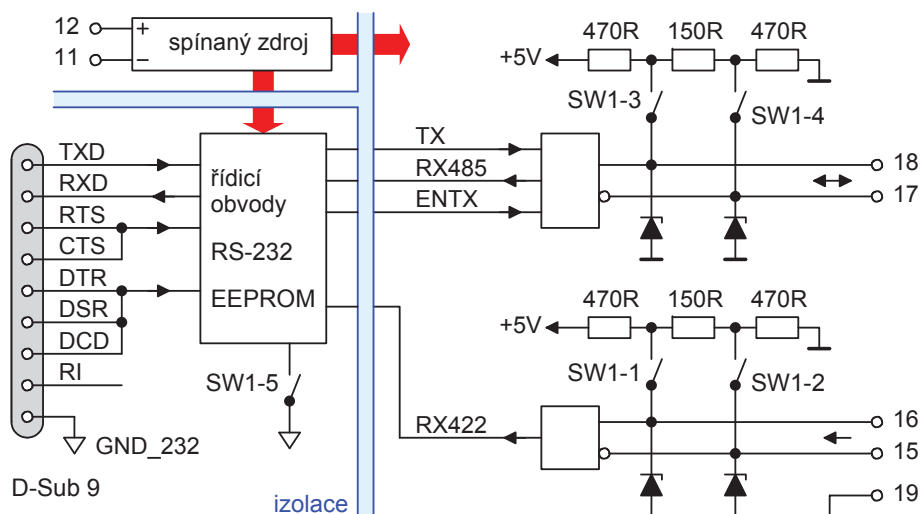 12
+
11
−
spínaný zdroj
470R 150R 470R
+5V
SW1-3
SW1-4
TXD
RXD
RTS
CTS
DTR
DSR
DCD
RI
GND_232
D-Sub 9
řídicí
obvody
RS-232
EEPROM
SW1-5
izolace
TX
RX485
ENTX
18
17
470R 150R 470R
+5V
SW1-1
SW1-2
RX422
16
15
19